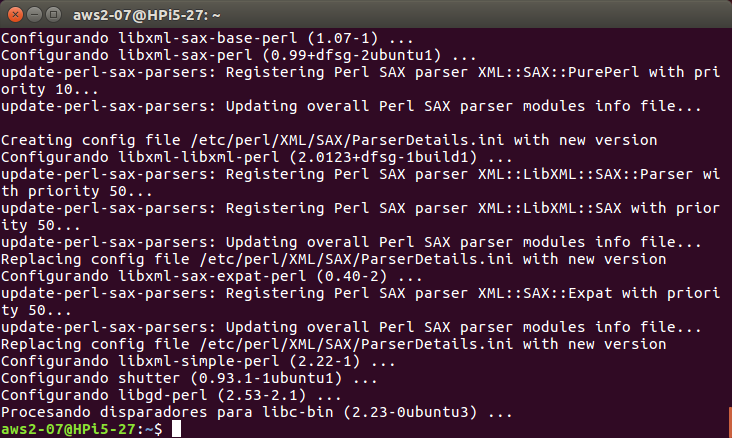 aws2-07@HPi5-27: ~
Configurando libxml-sax-base-perl (1.07-1) ...
Configurando libxml-sax-perl (0.99+dfsg-2ubuntu1) ...
update-perl-sax-parsers: Registering Perl SAX parser XML::SAX::PurePerl with pri
ority 10...
update-perl-sax-parsers: Updating overall Perl SAX parser modules info file...
Creating config file /etc/perl/XML/SAX/ParserDetails.ini with new version
Configurando libxml-libxml-perl (2.0123+dfsg-1build1) ...
update-perl-sax-parsers: Registering Perl SAX parser XML::LibXML::SAX::Parser wi
th priority 50...
update-perl-sax-parsers: Registering Perl SAX parser XML::LibXML::SAX with prior
ity 50...
update-perl-sax-parsers: Updating overall Perl SAX parser modules info file...
Replacing config file /etc/perl/XML/SAX/ParserDetails.ini with new version
Configurando libxml-sax-expat-perl (0.40-2) ...
update-perl-sax-parsers: Registering Perl SAX parser XML::SAX::Expat with priori
ty 50...
update-perl-sax-parsers: Updating overall Perl SAX parser modules info file...
Replacing config file /etc/perl/XML/SAX/ParserDetails.ini with new version
Configurando libxml-simple-perl (2.22-1) ...
Configurando shutter (0.93.1-1ubuntu1) ...
Configurando libgd-perl (2.53-2.1) ...
Procesando disparadores para libc-bin (2.23-0ubuntu3) ...
aws2-07@HPi5-27:~$